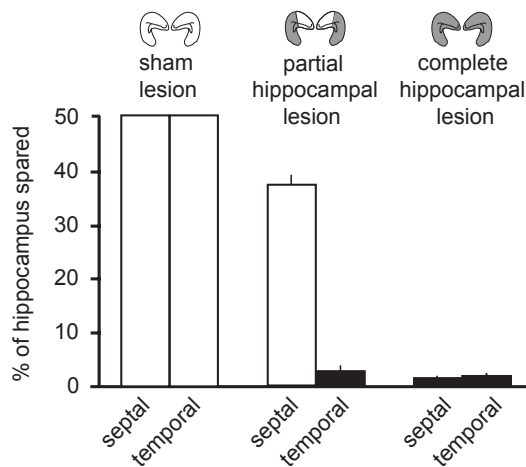 sham
lesion
partial
hippocampal
lesion
complete
hippocampal
lesion
% of hippocampus spared
50
40
30
20
10
0
septal
temporal
septal
temporal
septal
temporal